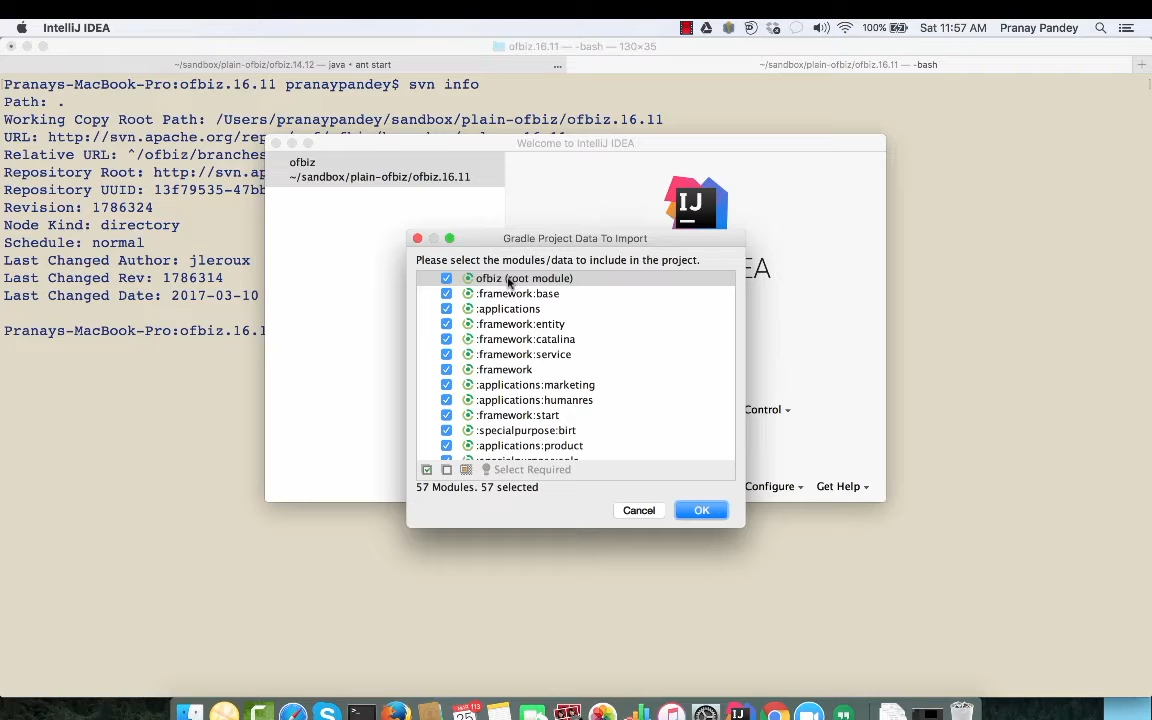 IntelliJ IDEA
100%
Sat 11:57 AM
Pranay Pandey
ofbiz.16.11 — -bash — 130×35
~/sandbox/plain-ofbiz/ofbiz.14.12 — java • ant start
...
~/sandbox/plain-ofbiz/ofbiz.16.11 — -bash
+
Pranays-MacBook-Pro:ofbiz.16.11 pranaypandey$ svn info
Path: .
Working Copy Root Path: /Users/pranaypandey/sandbox/plain-ofbiz/ofbiz.16.11
URL: http://svn.apache.org/rep
Relative URL: ^/ofbiz/branches
Repository Root: http://svn.ap
Repository UUID: 13f79535-47bb
Revision: 1786324
Node Kind: directory
Schedule: normal
Last Changed Author: jleroux
Last Changed Rev: 1786314
Last Changed Date: 2017-03-10
Pranays-MacBook-Pro:ofbiz.16.1
Welcome to IntelliJ IDEA
ofbiz
~/sandbox/plain-ofbiz/ofbiz.16.11
IJ
EA
Control
Configure
Get Help
Gradle Project Data To Import
Please select the modules/data to include in the project.
ofbiz (root module)
:framework:base
:applications
:framework:entity
:framework:catalina
:framework:service
:framework
:applications:marketing
:applications:humanres
:framework:start
:specialpurpose:birt
:applications:product
Select Required
57 Modules. 57 selected
Cancel
OK